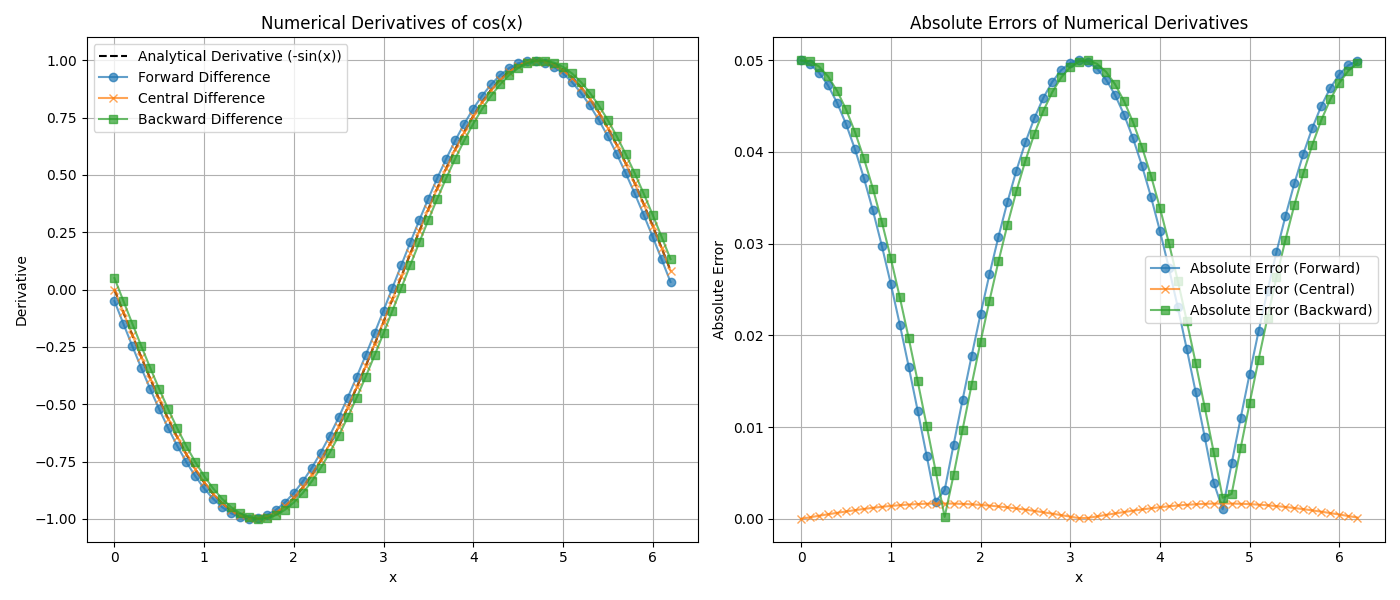 Numerical Derivatives of cos(x)
1.00
0.75
0.50
0.25
0.00
−0.25
−0.50
−0.75
−1.00
Derivative
Analytical Derivative (-sin(x))
Forward Difference
Central Difference
Backward Difference
0 1 2 3 4 5 6
x
Absolute Errors of Numerical Derivatives
0.05
0.04
0.03
0.02
0.01
0.00
Absolute Error
Absolute Error (Forward)
Absolute Error (Central)
Absolute Error (Backward)
0 1 2 3 4 5 6
x